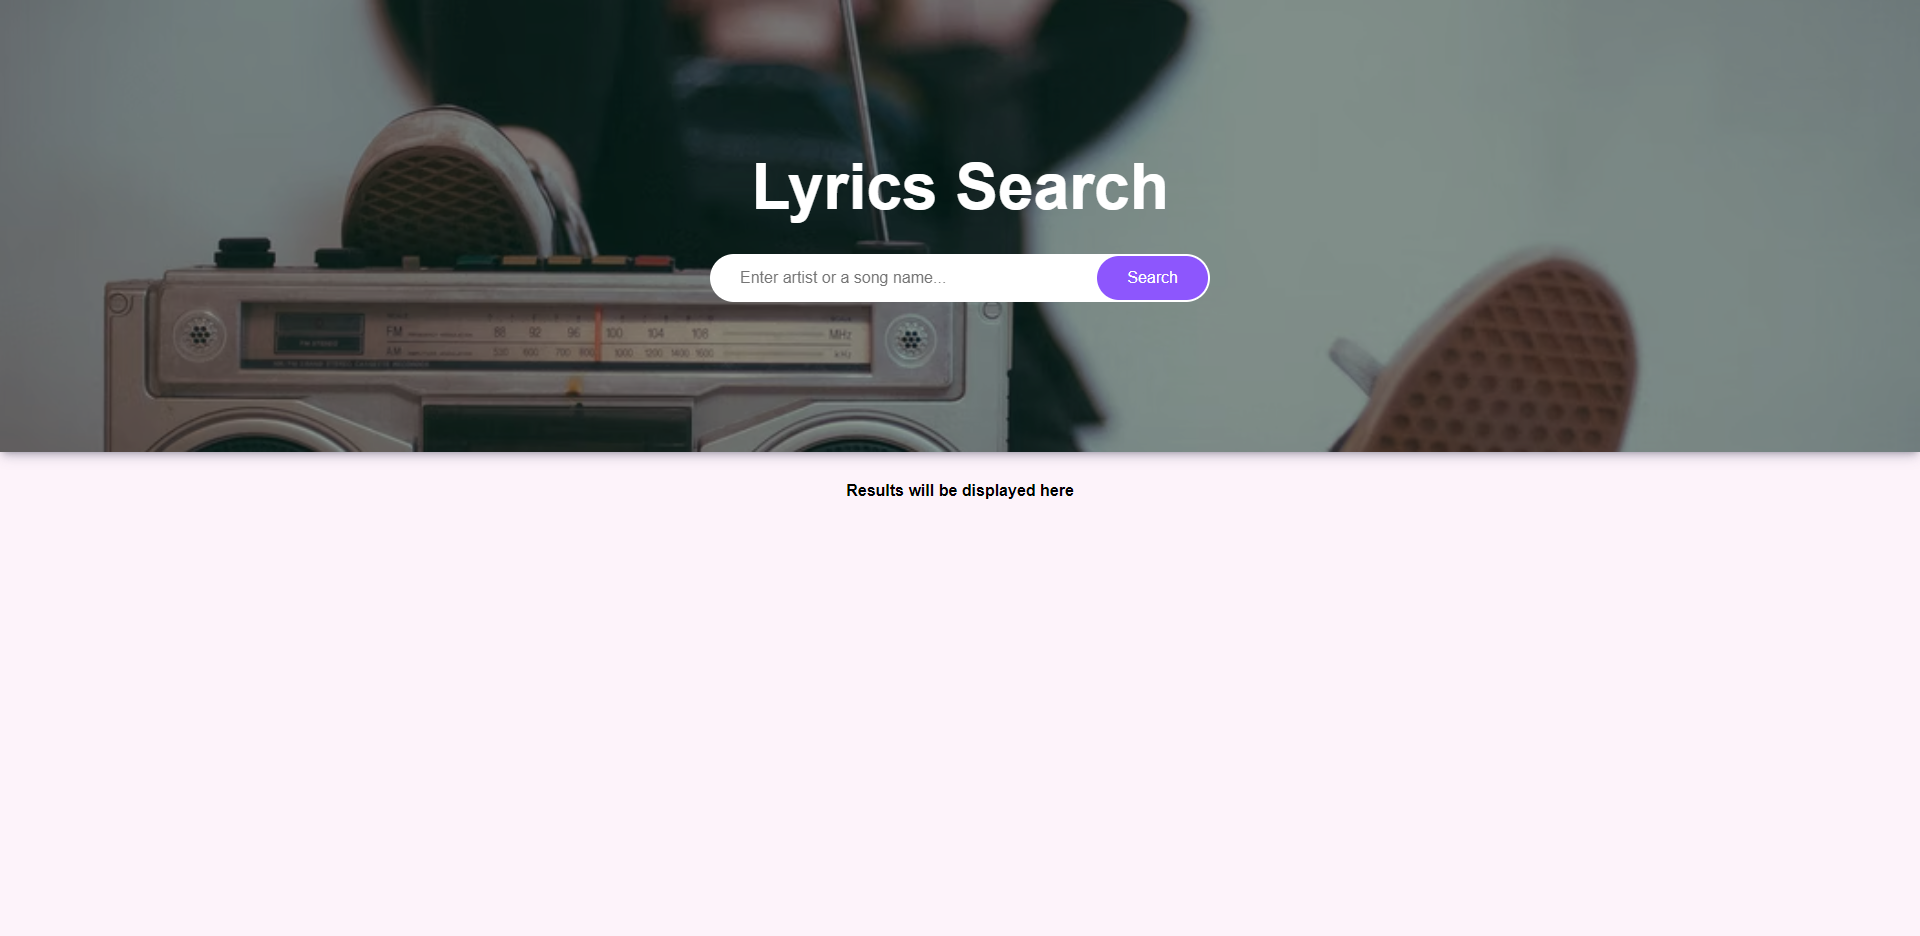 Lyrics Search
Enter artist or a song name...
Search
FM 88 92 96 100 104 108 MHz
AM 530 600 700 800 1000 1200 1400 1600 kHz
Results will be displayed here